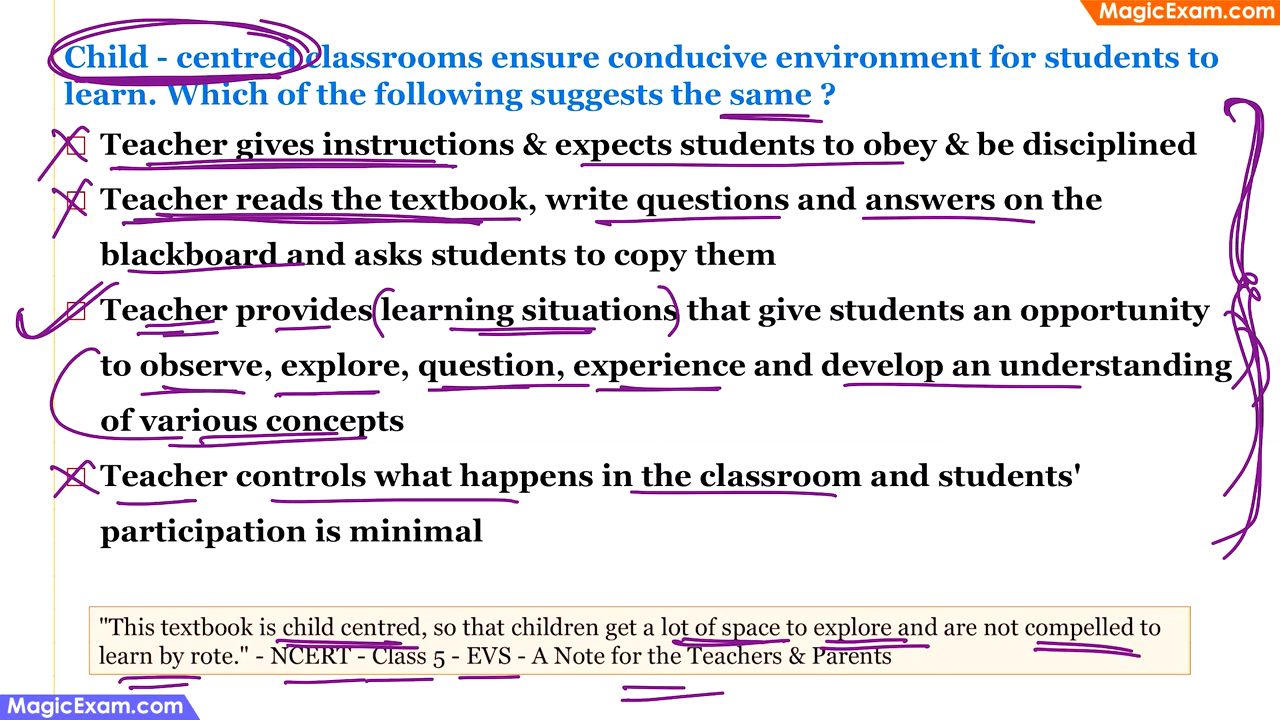 MagicExam.com
Child - centred classrooms ensure conducive environment for students to
learn. Which of the following suggests the same ?
Teacher gives instructions & expects students to obey & be disciplined
Teacher reads the textbook, write questions and answers on the
blackboard and asks students to copy them
Teacher provides learning situations that give students an opportunity
to observe, explore, question, experience and develop an understanding
of various concepts
Teacher controls what happens in the classroom and students'
participation is minimal
"This textbook is child centred, so that children get a lot of space to explore and are not compelled to
learn by rote." - NCERT - Class 5 - EVS - A Note for the Teachers & Parents
MagicExam.com